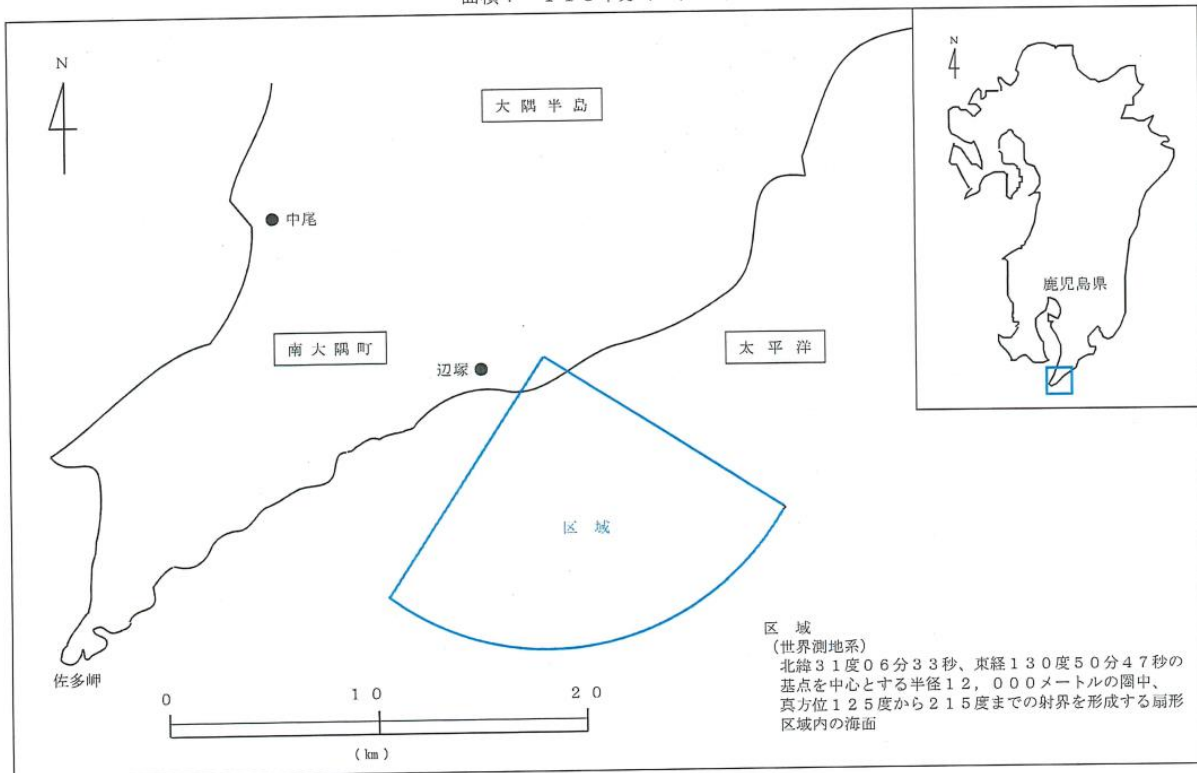 N
大隅半島
N
中尾
鹿児島県
南大隅町
太平洋
辺塚
区 域
佐多岬
0 10 20
(km)
区 域
(世界測地系)
北緯31度06分33秒、東経130度50分47秒の
基点を中心とする半径12,000メートルの圏中、
真方位125度から215度までの射界を形成する扇形
区域内の海面